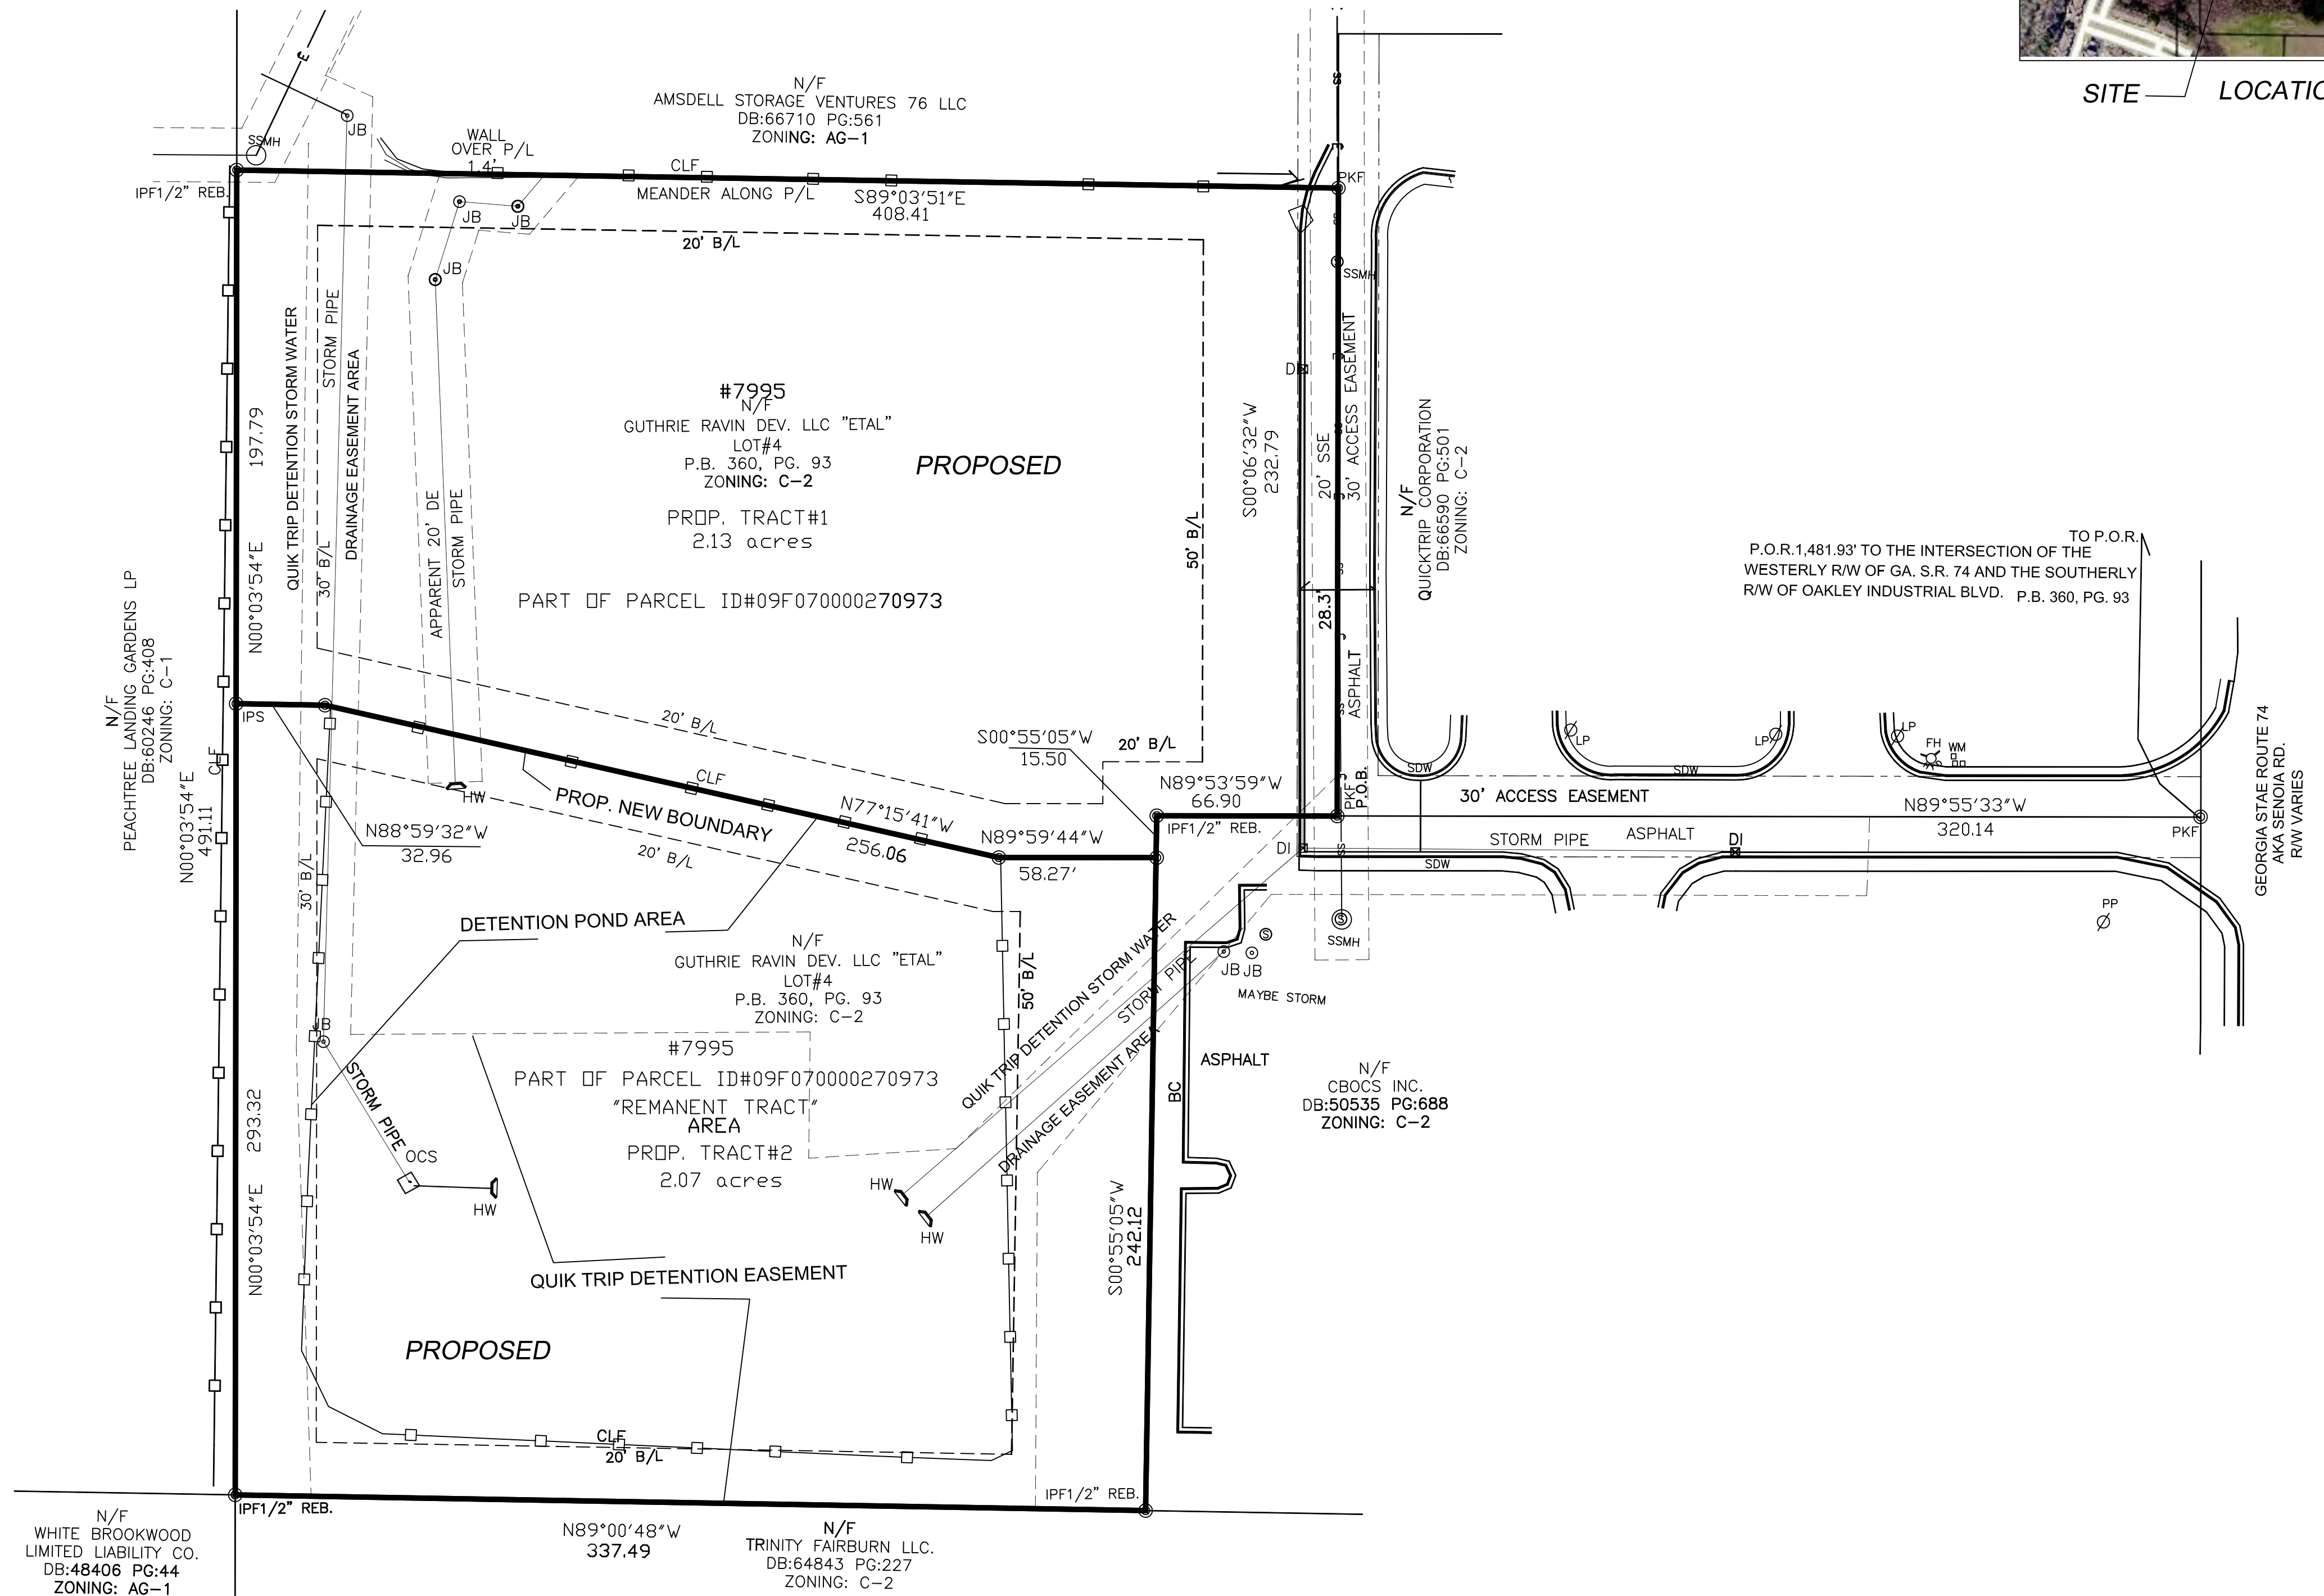 SITE
N/F
AMSDELL STORAGE VENTURES 76 LLC
DB:66710 PG:561
ZONING: AG-1
JB
SSMH
WALL
OVER P/L
1.4'
CLF
PKF
IPF1/2" REB.
MEANDER ALONG P/L
S89°03'51"E
408.41
JB
JB
20' B/L
JB
SSMH
197.79
N00°03'54"E
QUIK TRIP DETENTION STORM WATER
STORM PIPE
30' B/L
DRAINAGE EASEMENT AREA
APPARENT 20' DE
STORM PIPE
#7995
N/F
GUTHRIE RAVIN DEV. LLC "ETAL"
LOT#4
P.B. 360, PG. 93
ZONING: C-2
PROPOSED
PROP. TRACT#1
2.13 acres
PART OF PARCEL ID#09F070000270973
50' B/L
S00°06'32"W
232.79
DI
20' SSE
30' ACCESS EASEMENT
28.3'
ASPHALT
N/F
QUICKTRIP CORPORATION
DB:66590 PG:501
ZONING: C-2
TO P.O.R.
P.O.R.1,481.93' TO THE INTERSECTION OF THE
WESTERLY R/W OF GA. S.R. 74 AND THE SOUTHERLY
R/W OF OAKLEY INDUSTRIAL BLVD. P.B. 360, PG. 93
N/F
PEACHTREE LANDING GARDENS LP
DB:60246 PG:408
ZONING: C-1
N00°03'54"E
491.11
CLF
IPS
20' B/L
S00°55'05"W
15.50
20' B/L
N89°53'59"W
66.90
PKF
P.O.B.
IPF1/2" REB.
LP
LP
LP
FH
WM
SDW
SDW
30' ACCESS EASEMENT
N89°55'33"W
320.14
PKF
GEORGIA STAE ROUTE 74
AKA SENOIA RD.
R/W VARIES
CLF
HW
PROP. NEW BOUNDARY
N77°15'41"W
256.06
20' B/L
N89°59'44"W
58.27'
N88°59'32"W
32.96
DI
STORM PIPE
ASPHALT
DI
SDW
PP
SSMH
30' B/L
DETENTION POND AREA
N/F
GUTHRIE RAVIN DEV. LLC "ETAL"
LOT#4
P.B. 360, PG. 93
ZONING: C-2
50' B/L
QUIK TRIP DETENTION STORM WATER
STORM PIPE
DRAINAGE EASEMENT AREA
S
S
JB
JB
MAYBE STORM
JB
STORM PIPE
#7995
PART OF PARCEL ID#09F070000270973
"REMANENT TRACT"
AREA
PROP. TRACT#2
2.07 acres
ASPHALT
BC
N/F
CBOCS INC.
DB:50535 PG:688
ZONING: C-2
293.32
N00°03'54"E
OCS
HW
HW
HW
S00°55'05"W
242.12
QUIK TRIP DETENTION EASEMENT
PROPOSED
CLF
20' B/L
IPF1/2" REB.
IPF1/2" REB.
N89°00'48"W
337.49
N/F
TRINITY FAIRBURN LLC.
DB:64843 PG:227
ZONING: C-2
N/F
WHITE BROOKWOOD
LIMITED LIABILITY CO.
DB:48406 PG:44
ZONING: AG-1